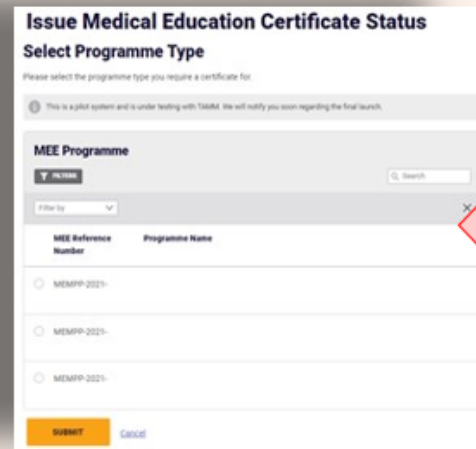 Issue Medical Education Certificate Status
Select Programme Type
Please select the programme type you require a certificate for.
This is a pilot system and is under testing with TAMM. We will notify you soon regarding the final launch.
MEE Programme
FILTERS
Search
Filter by
MEE Reference Number Programme Name
MEMPP-2021-
MEMPP-2021-
MEMPP-2021-
SUBMIT Cancel